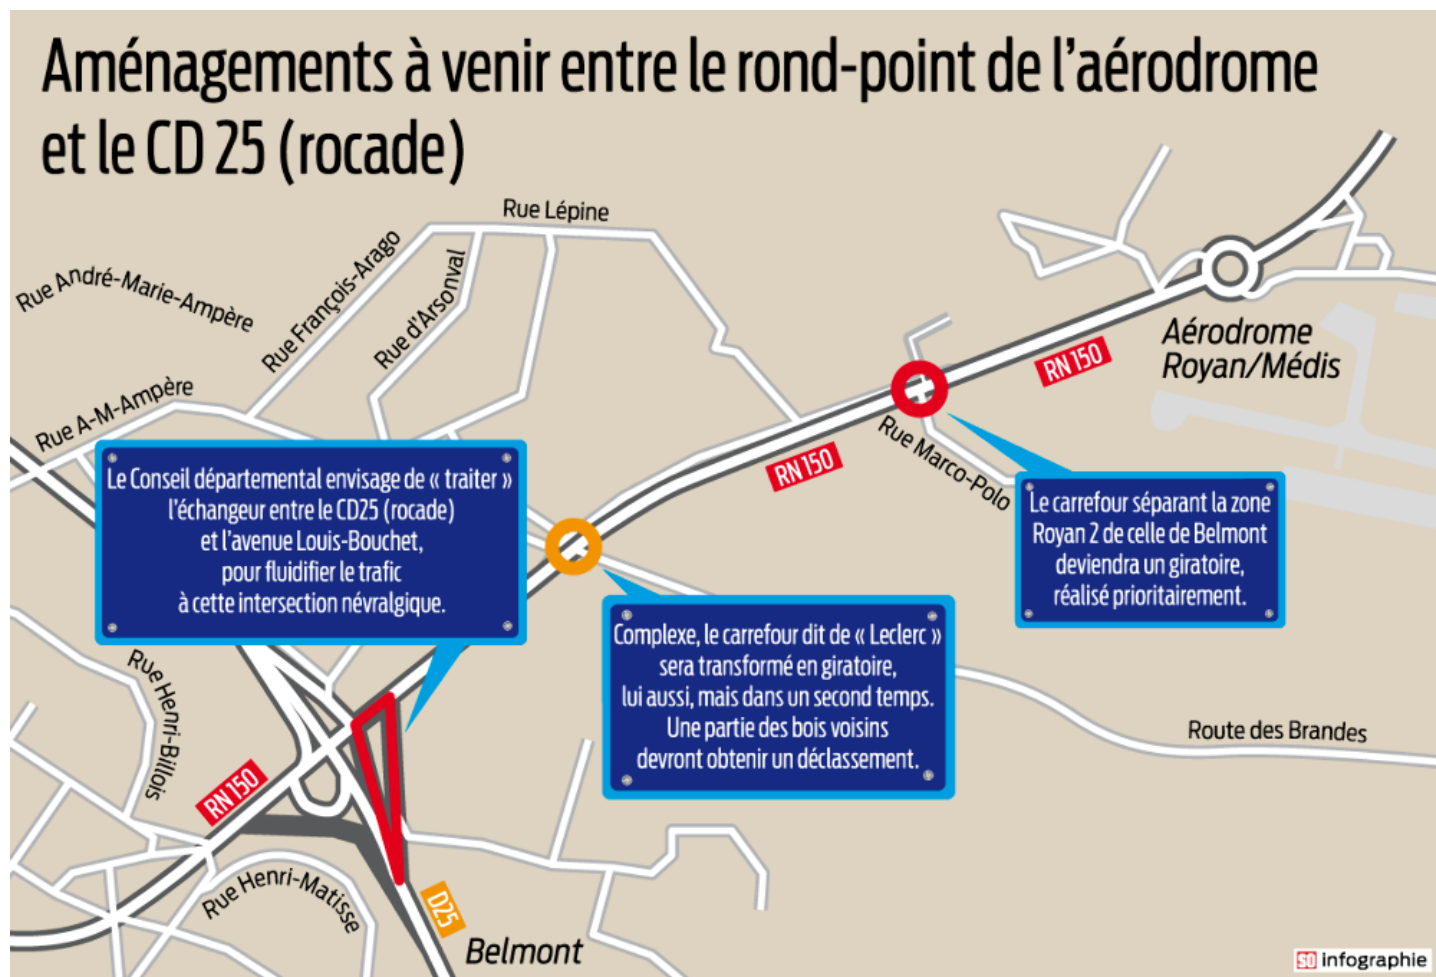 Aménagements à venir entre le rond-point de l'aérodrome
et le CD 25 (rocade)
Rue Lépine
Rue André-Marie-Ampère
Rue François-Arago
Rue d'Arsonval
Aérodrome
Royan/Médis
RN 150
Rue A-M-Ampère
Rue Marco-Polo
RN 150
Le Conseil départemental envisage de « traiter »
l'échangeur entre le CD25 (rocade)
et l'avenue Louis-Bouchet,
pour fluidifier le trafic
à cette intersection névralgique.
Le carrefour séparant la zone
Royan 2 de celle de Belmont
deviendra un giratoire,
réalisé prioritairement.
Complexe, le carrefour dit de « Leclerc »
sera transformé en giratoire,
lui aussi, mais dans un second temps.
Une partie des bois voisins
devront obtenir un déclassement.
Rue Henri-Billois
Route des Brandes
RN 150
Rue Henri-Matisse
D25
Belmont
SO infographie